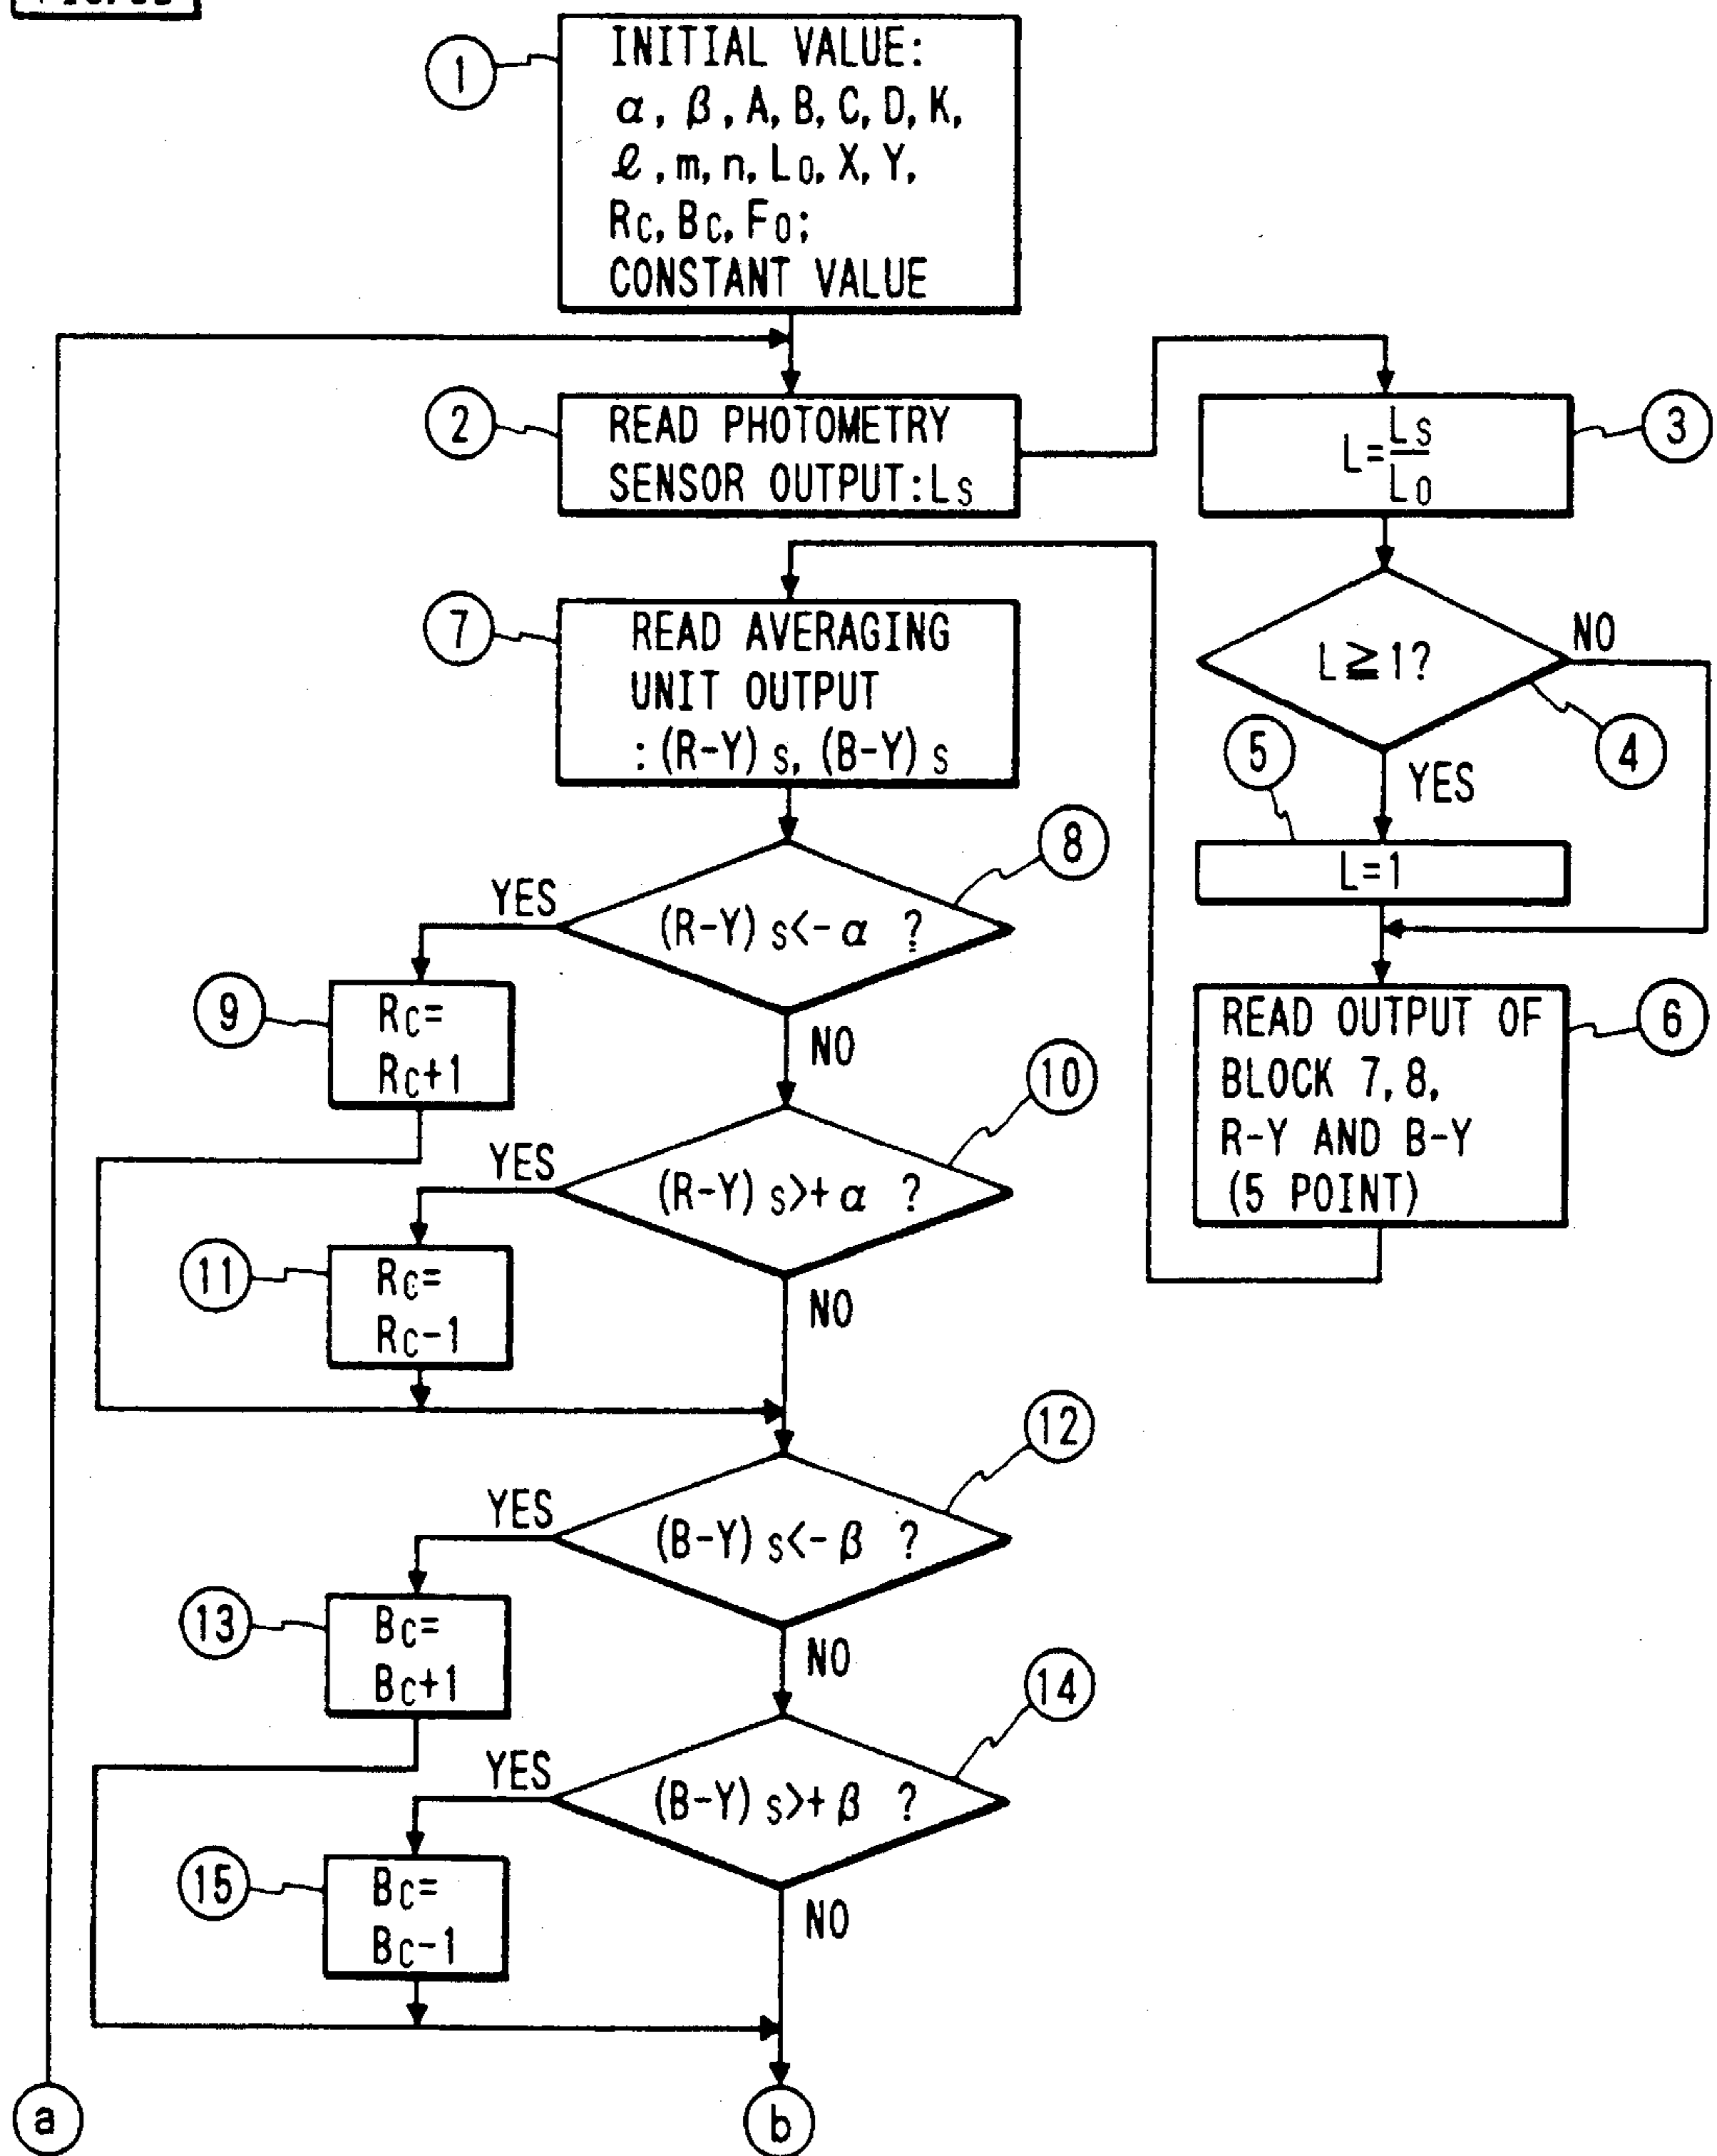 1
INITIAL VALUE:
α, β, A, B, C, D, K,
ℓ, m, n, L0, X, Y,
RC, BC, F0;
CONSTANT VALUE
2
READ PHOTOMETRY
SENSOR OUTPUT: LS
3
L=LS/L0
L≧1?
NO
4
YES
5
L=1
6
READ OUTPUT OF
BLOCK 7, 8,
R-Y AND B-Y
(5 POINT)
7
READ AVERAGING
UNIT OUTPUT
: (R-Y) S, (B-Y) S
8
(R-Y) S<-α ?
YES
NO
9
RC=
RC+1
10
(R-Y) S>+α ?
YES
NO
11
RC=
RC-1
12
(B-Y) S<-β ?
YES
NO
13
BC=
BC+1
14
(B-Y) S>+β ?
YES
NO
15
BC=
BC-1
a
b